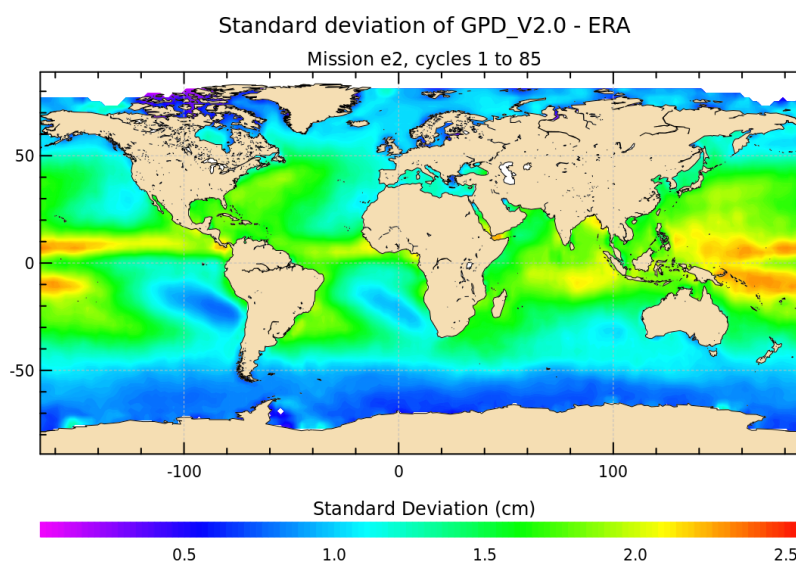 Standard deviation of GPD_V2.0 - ERA
Mission e2, cycles 1 to 85
50
0
-50
-100 0 100
Standard Deviation (cm)
0.5 1.0 1.5 2.0 2.5